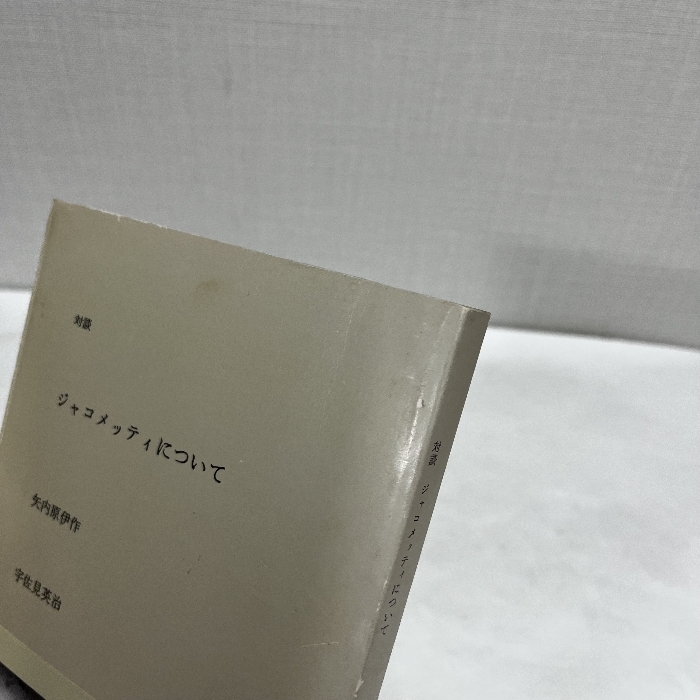 対談
ジャコメッティについて
矢内原伊作
宇佐見英治
対談 ジャコメッティについて